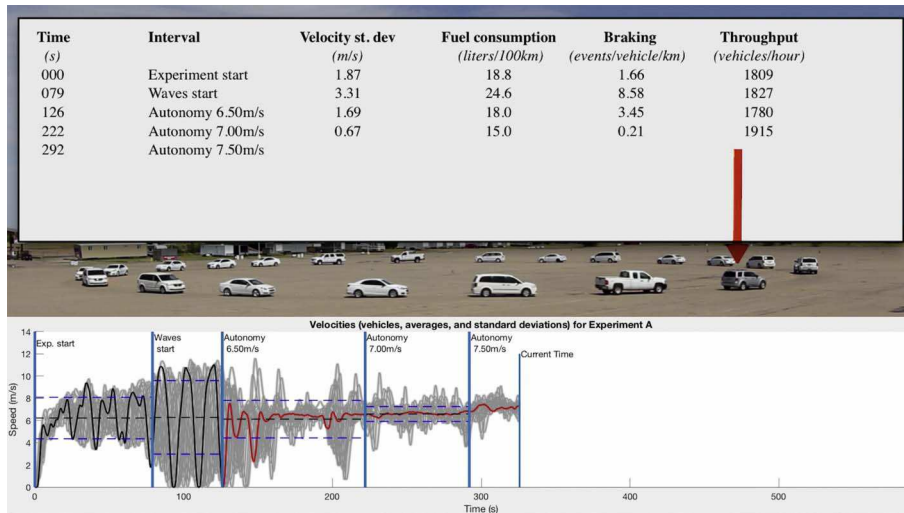 Time Interval Velocity st. dev Fuel consumption Braking Throughput
(s) (m/s) (liters/100km) (events/vehicle/km) (vehicles/hour)
000 Experiment start 1.87 18.8 1.66 1809
079 Waves start 3.31 24.6 8.58 1827
126 Autonomy 6.50m/s 1.69 18.0 3.45 1780
222 Autonomy 7.00m/s 0.67 15.0 0.21 1915
292 Autonomy 7.50m/s
Velocities (vehicles, averages, and standard deviations) for Experiment A
Exp. start
Waves
start
Autonomy
6.50m/s
Autonomy
7.00m/s
Autonomy
7.50m/s
Current Time
Speed (m/s)
14
12
10
8
6
4
2
0
0 100 200 300 400 500
Time (s)